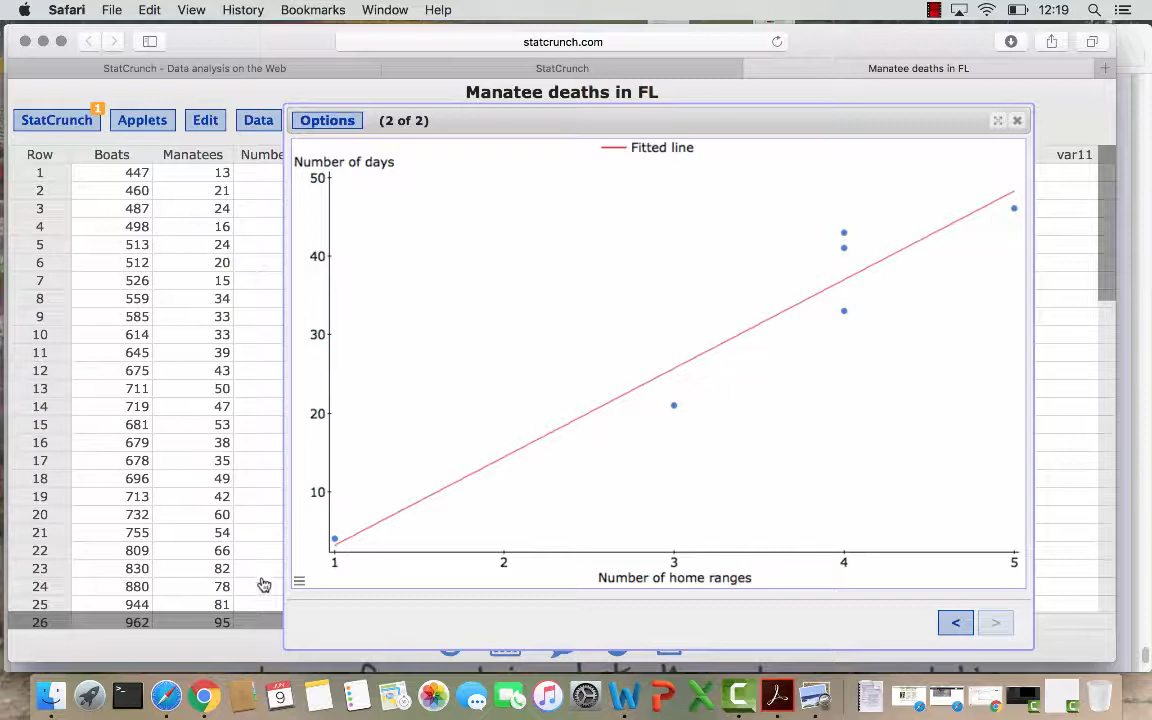 Safari File Edit View History Bookmarks Window Help 12:19
statcrunch.com
StatCrunch - Data analysis on the Web StatCrunch Manatee deaths in FL
Manatee deaths in FL
StatCrunch 1 Applets Edit Data
Options (2 of 2)
Row Boats Manatees Numbe var11
1 447 13
2 460 21
3 487 24
4 498 16
5 513 24
6 512 20
7 526 15
8 559 34
9 585 33
10 614 33
11 645 39
12 675 43
13 711 50
14 719 47
15 681 53
16 679 38
17 678 35
18 696 49
19 713 42
20 732 60
21 755 54
22 809 66
23 830 82
24 880 78
25 944 81
26 962 95
Fitted line
Number of days
50
40
30
20
10
1 2 3 4 5
Number of home ranges
< >
9